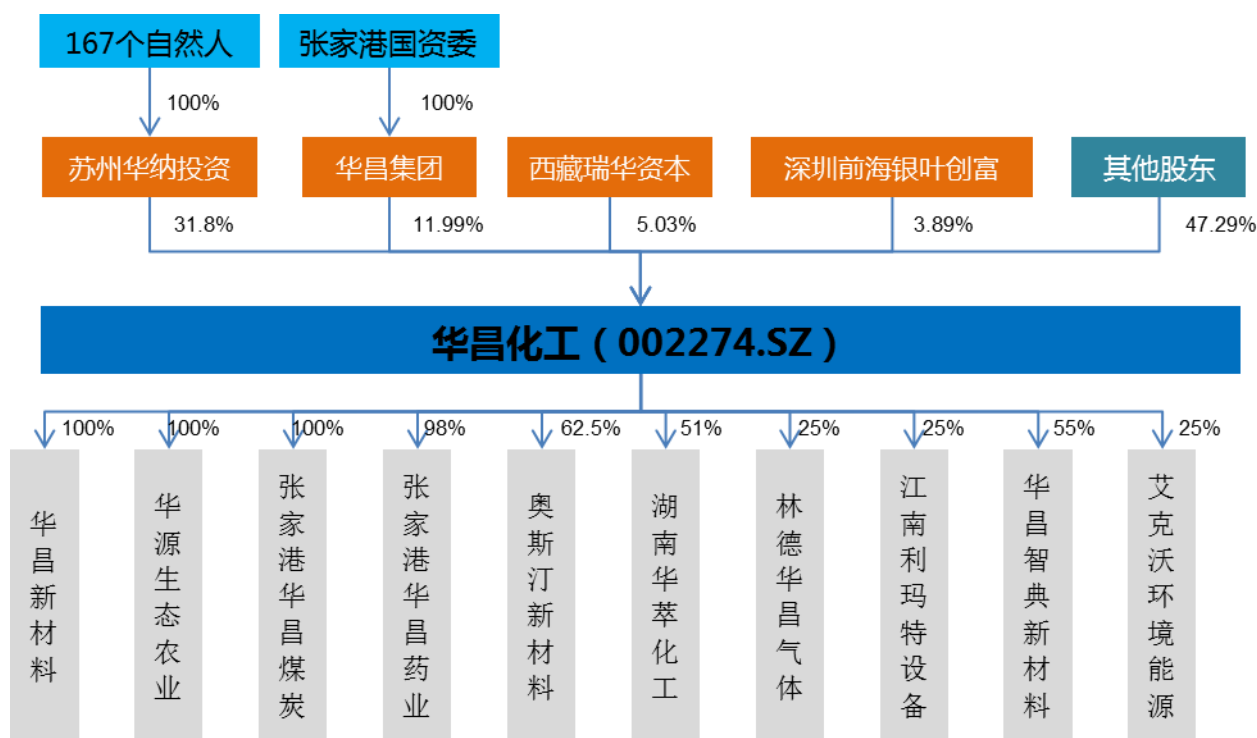 167个自然人
张家港国资委
100%
100%
苏州华纳投资
华昌集团
西藏瑞华资本
深圳前海银叶创富
其他股东
31.8%
11.99%
5.03%
3.89%
47.29%
华昌化工（002274.SZ）
100%
100%
100%
98%
62.5%
51%
25%
25%
55%
25%
华昌新材料
华源生态农业
张家港华昌煤炭
张家港华昌药业
奥斯汀新材料
湖南华萃化工
林德华昌气体
江南利玛特设备
华昌智典新材料
艾克沃环境能源